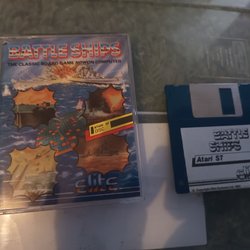 BATTLE SHIPS
THE CLASSIC BOARD GAME NOW ON COMPUTER
elite
BATTLE
SHIPS
Atari ST